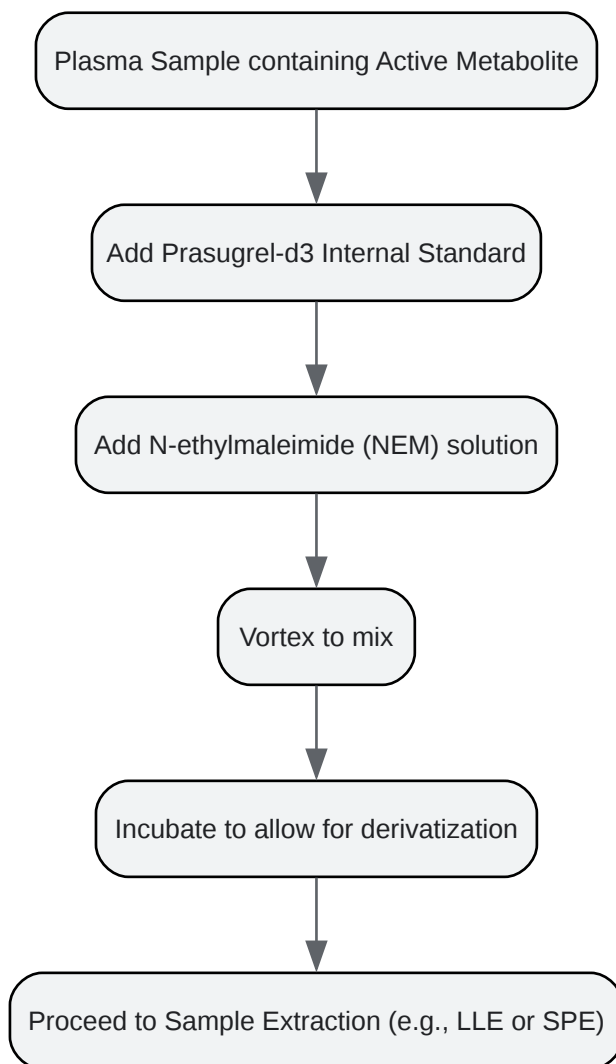 Plasma Sample containing Active Metabolite
Add Prasugrel-d3 Internal Standard
Add N-ethylmaleimide (NEM) solution
Vortex to mix
Incubate to allow for derivatization
Proceed to Sample Extraction (e.g., LLE or SPE)